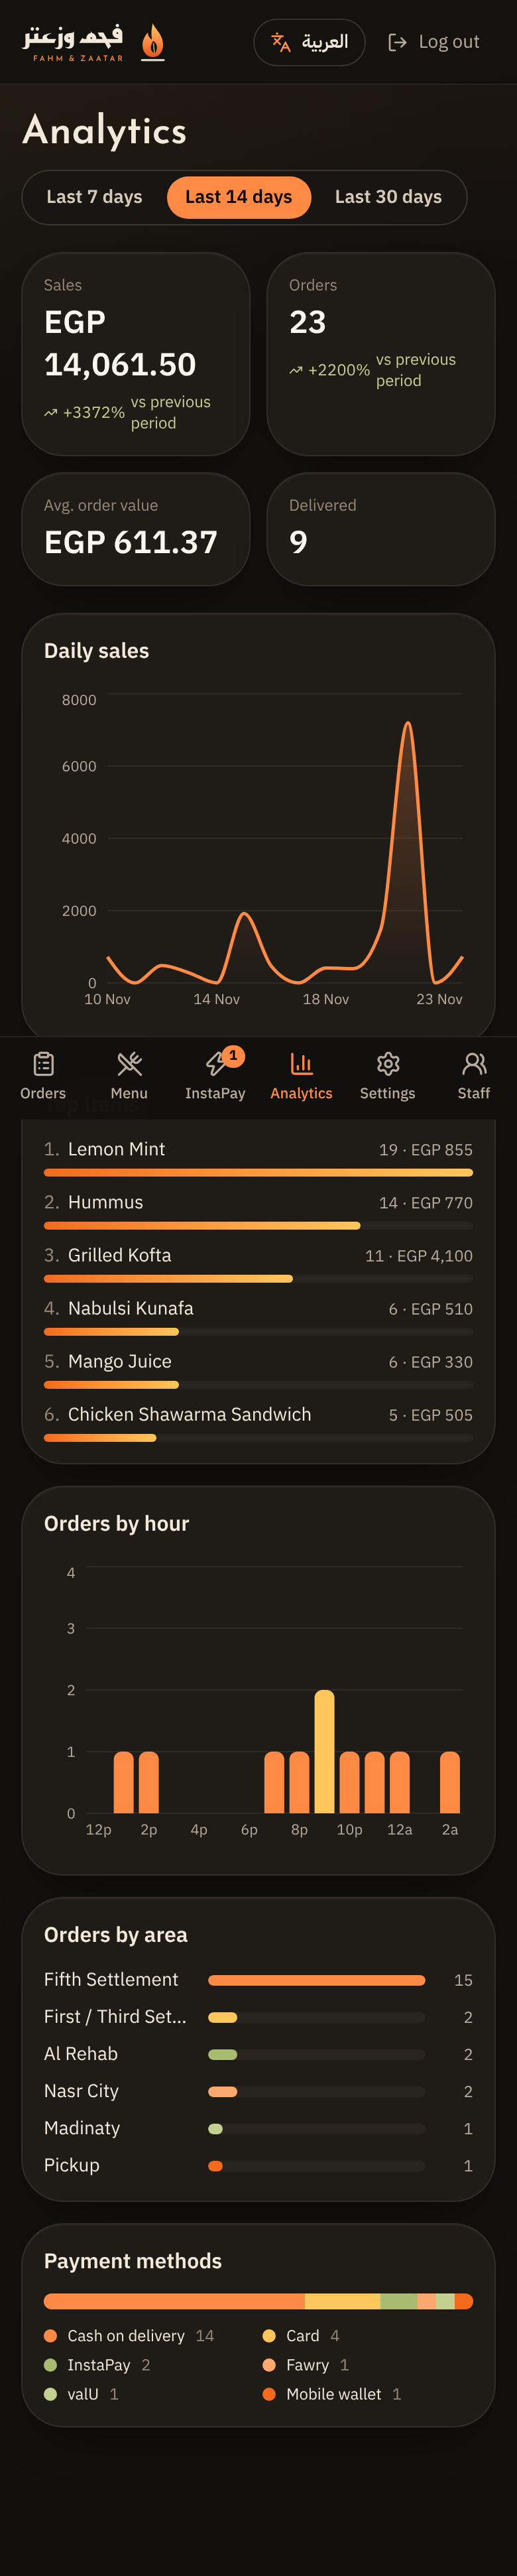 فحم وزعتر
FAHM & ZAATAR
العربية
Log out
Analytics
Last 7 days
Last 14 days
Last 30 days
Sales
EGP
14,061.50
+3372% vs previous
period
Orders
23
+2200% vs previous
period
Avg. order value
EGP 611.37
Delivered
9
Daily sales
8000
6000
4000
2000
0
10 Nov
14 Nov
18 Nov
23 Nov
1
Orders
Menu
InstaPay
Analytics
Settings
Staff
Top items
1. Lemon Mint
19 · EGP 855
2. Hummus
14 · EGP 770
3. Grilled Kofta
11 · EGP 4,100
4. Nabulsi Kunafa
6 · EGP 510
5. Mango Juice
6 · EGP 330
6. Chicken Shawarma Sandwich
5 · EGP 505
Orders by hour
4
3
2
1
0
12p
2p
4p
6p
8p
10p
12a
2a
Orders by area
Fifth Settlement
15
First / Third Set...
2
Al Rehab
2
Nasr City
2
Madinaty
1
Pickup
1
Payment methods
Cash on delivery 14
Card 4
InstaPay 2
Fawry 1
valU 1
Mobile wallet 1